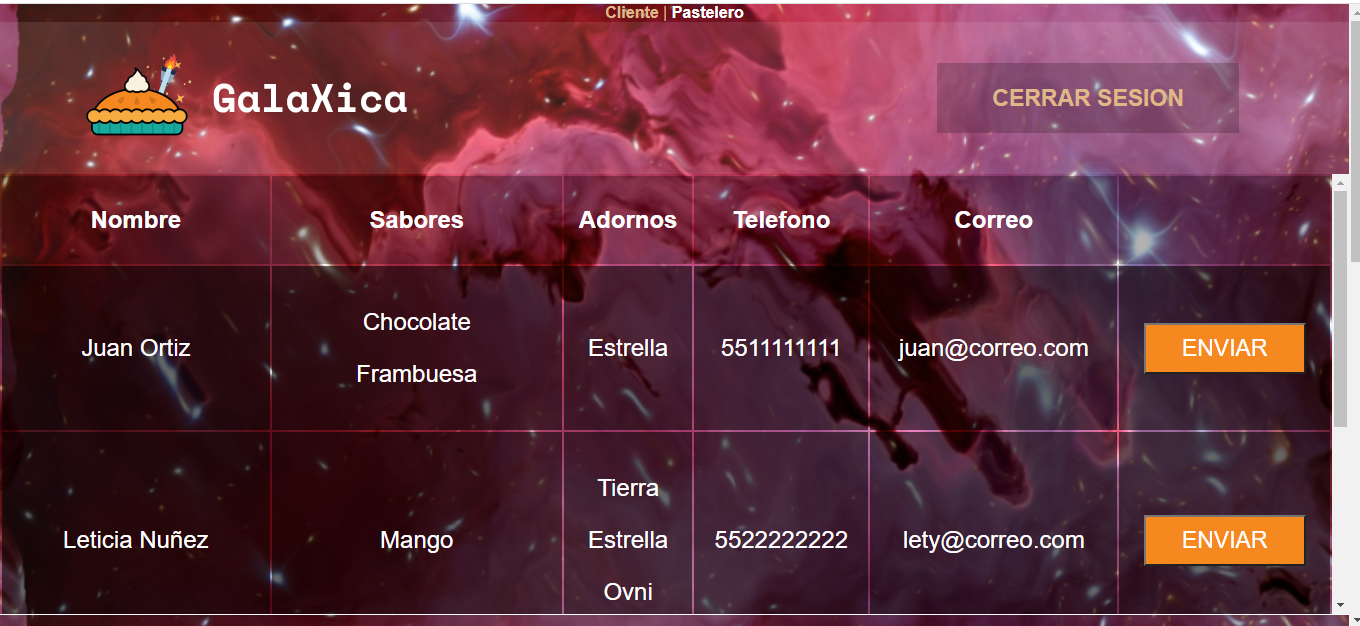 Cliente | Pastelero
GalaXica
CERRAR SESION
Nombre Sabores Adornos Telefono Correo
Juan Ortiz Chocolate Frambuesa Estrella 5511111111 juan@correo.com ENVIAR
Leticia Nuñez Mango Tierra Estrella Ovni 5522222222 lety@correo.com ENVIAR